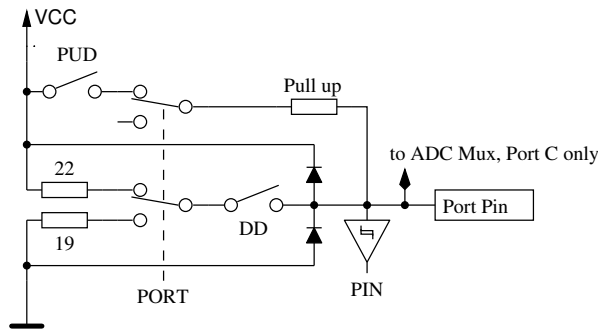 VCC
PUD
Pull up
to ADC Mux, Port C only
22
Port Pin
DD
19
PIN
PORT